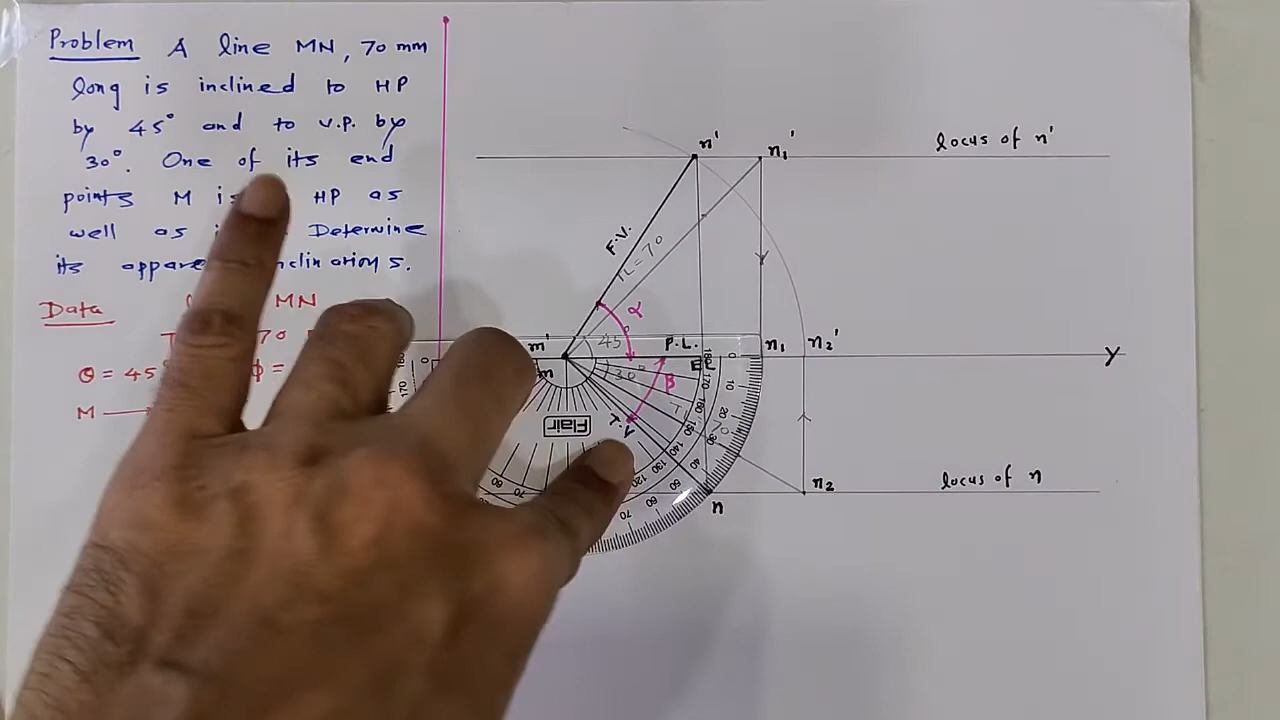 Problem A line MN, 70 mm
long is inclined to HP
by 45° and to V.P. by
30°. One of its end
points M is HP as
well as Determine
its inclinations.
Data MN
70
θ = 45 ϕ =
M
n' n₁' locus of n'
F.V.
TL = 70
α
m' 45° P.L. n₁ n₂' Y
m 30° β
T.V
Flair
70
n n₂ locus of n